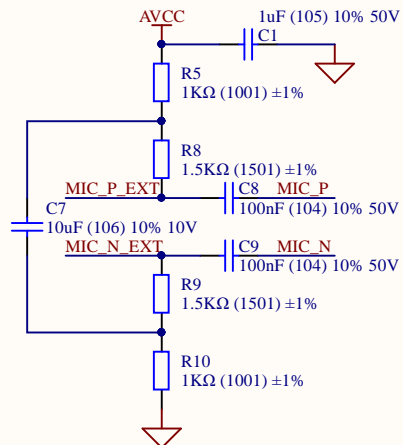 1uF (105) 10% 50V
AVCC
C1
R5
1KΩ (1001) ±1%
R8
1.5KΩ (1501) ±1%
MIC_P_EXT
C8
MIC_P
100nF (104) 10% 50V
C7
10uF (106) 10% 10V
MIC_N_EXT
C9
MIC_N
100nF (104) 10% 50V
R9
1.5KΩ (1501) ±1%
R10
1KΩ (1001) ±1%